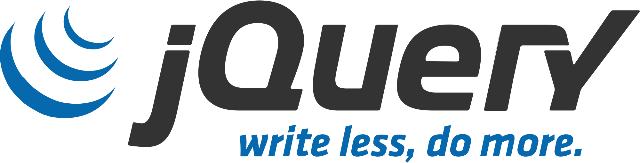 jQuery
write less, do more.